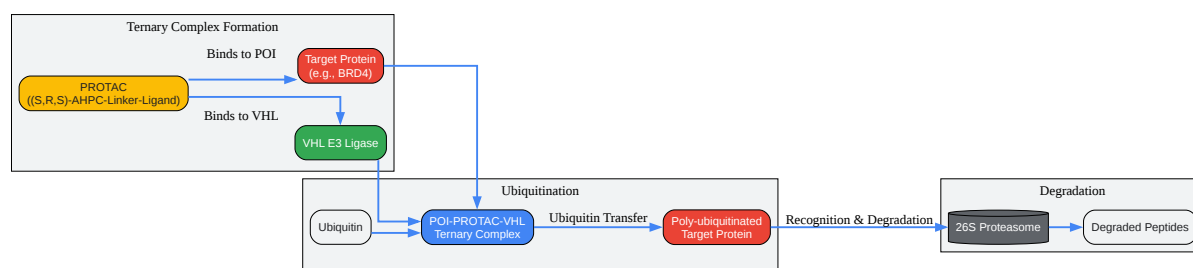 Ternary Complex Formation
Binds to POI
Target Protein
(e.g., BRD4)
PROTAC
((S,R,S)-AHPC-Linker-Ligand)
Binds to VHL
VHL E3 Ligase
Ubiquitination
Ubiquitin
POI-PROTAC-VHL
Ternary Complex
Ubiquitin Transfer
Poly-ubiquitinated
Target Protein
Recognition & Degradation
Degradation
26S Proteasome
Degraded Peptides